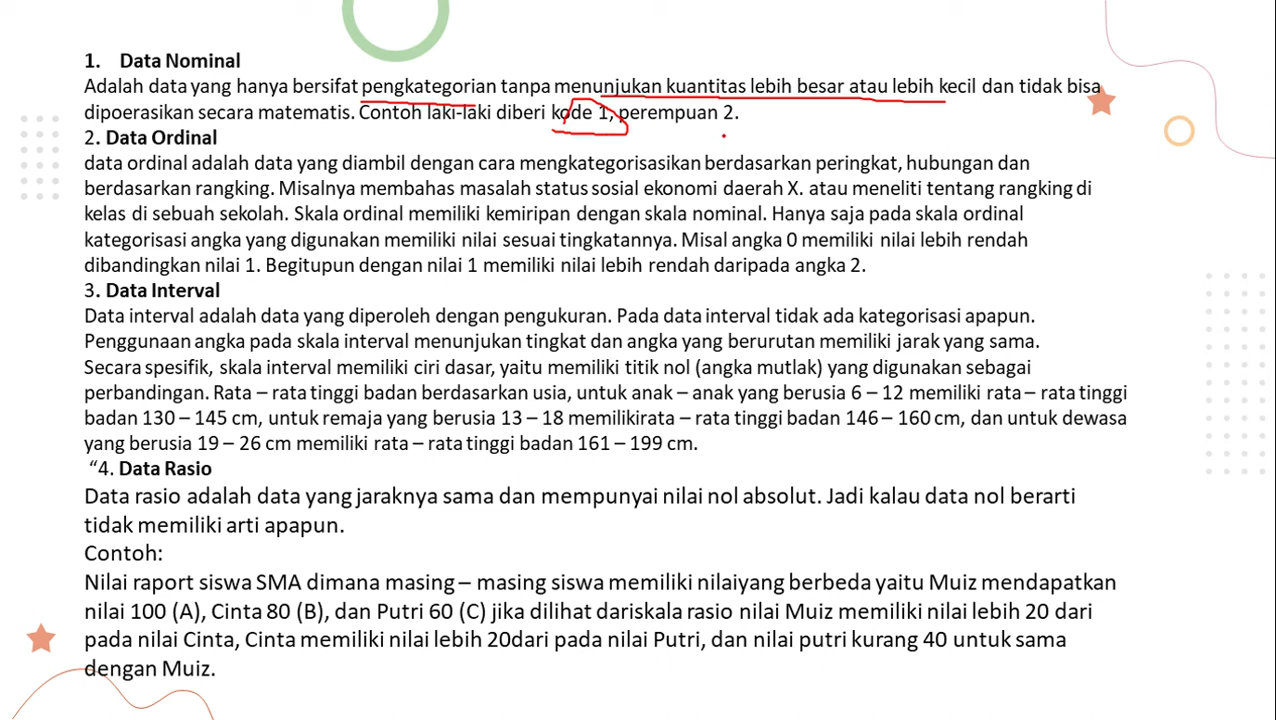 1. Data Nominal
Adalah data yang hanya bersifat pengkategorian tanpa menunjukan kuantitas lebih besar atau lebih kecil dan tidak bisa
dipoerasikan secara matematis. Contoh laki-laki diberi kode 1, perempuan 2.
2. Data Ordinal
data ordinal adalah data yang diambil dengan cara mengkategorisasikan berdasarkan peringkat, hubungan dan
berdasarkan rangking. Misalnya membahas masalah status sosial ekonomi daerah X. atau meneliti tentang rangking di
kelas di sebuah sekolah. Skala ordinal memiliki kemiripan dengan skala nominal. Hanya saja pada skala ordinal
kategorisasi angka yang digunakan memiliki nilai sesuai tingkatannya. Misal angka 0 memiliki nilai lebih rendah
dibandingkan nilai 1. Begitupun dengan nilai 1 memiliki nilai lebih rendah daripada angka 2.
3. Data Interval
Data interval adalah data yang diperoleh dengan pengukuran. Pada data interval tidak ada kategorisasi apapun.
Penggunaan angka pada skala interval menunjukan tingkat dan angka yang berurutan memiliki jarak yang sama.
Secara spesifik, skala interval memiliki ciri dasar, yaitu memiliki titik nol (angka mutlak) yang digunakan sebagai
perbandingan. Rata – rata tinggi badan berdasarkan usia, untuk anak – anak yang berusia 6 – 12 memiliki rata – rata tinggi
badan 130 – 145 cm, untuk remaja yang berusia 13 – 18 memilikirata – rata tinggi badan 146 – 160 cm, dan untuk dewasa
yang berusia 19 – 26 cm memiliki rata – rata tinggi badan 161 – 199 cm.
“4. Data Rasio
Data rasio adalah data yang jaraknya sama dan mempunyai nilai nol absolut. Jadi kalau data nol berarti
tidak memiliki arti apapun.
Contoh:
Nilai raport siswa SMA dimana masing – masing siswa memiliki nilaiyang berbeda yaitu Muiz mendapatkan
nilai 100 (A), Cinta 80 (B), dan Putri 60 (C) jika dilihat dariskala rasio nilai Muiz memiliki nilai lebih 20 dari
pada nilai Cinta, Cinta memiliki nilai lebih 20dari pada nilai Putri, dan nilai putri kurang 40 untuk sama
dengan Muiz.